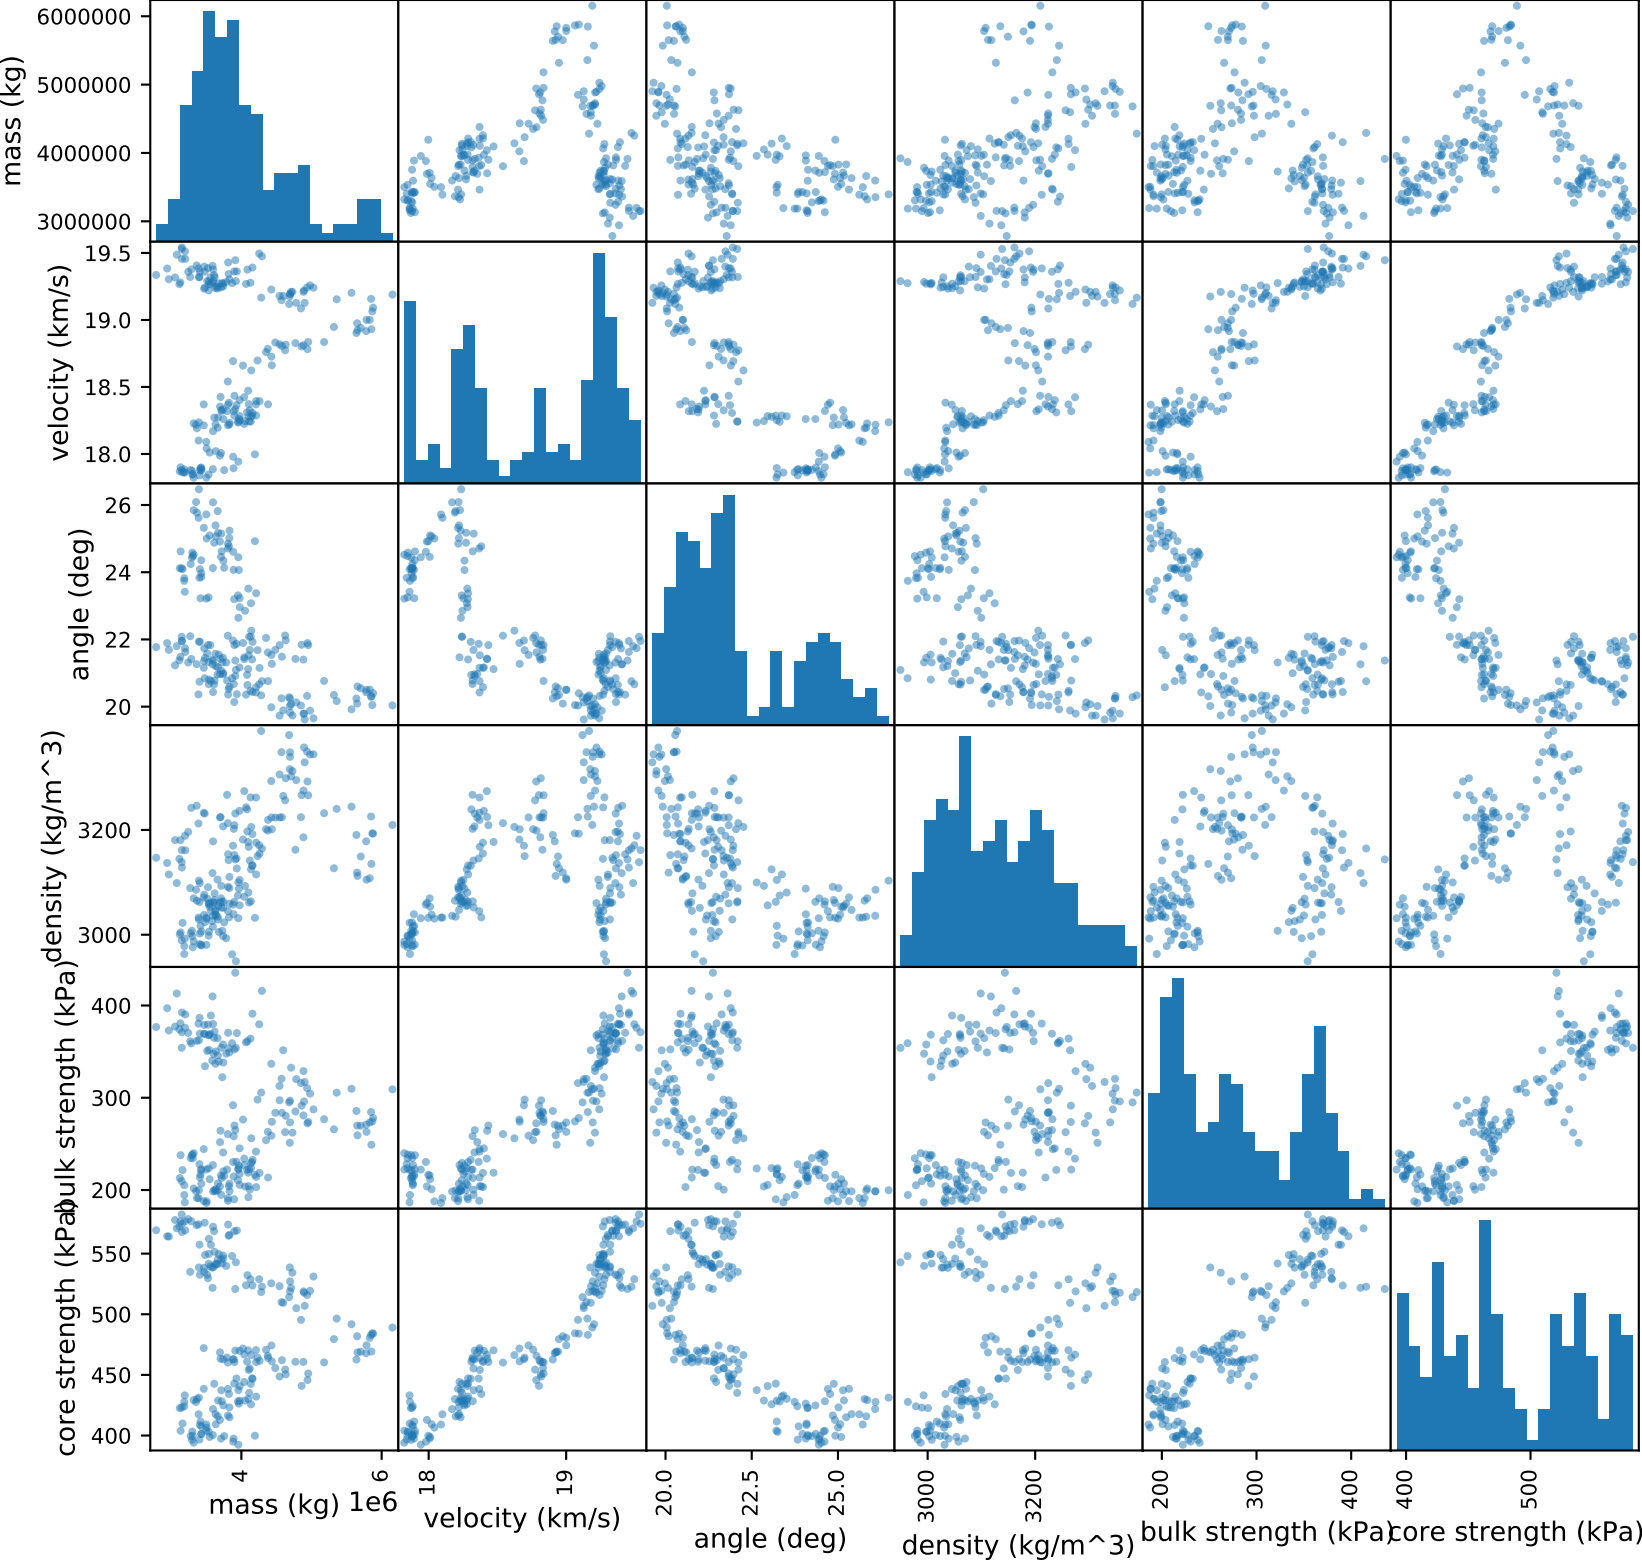 mass (kg)
6000000
5000000
4000000
3000000
velocity (km/s)
19.5
19.0
18.5
18.0
angle (deg)
26
24
22
20
density (kg/m^3)
3200
3000
bulk strength (kPa)
400
300
200
core strength (kPa)
550
500
450
400
4 6
18 19
20.0 22.5 25.0
3000 3200
200 300 400
400 500
mass (kg) 1e6
velocity (km/s)
angle (deg)
density (kg/m^3)
bulk strength (kPa)
core strength (kPa)